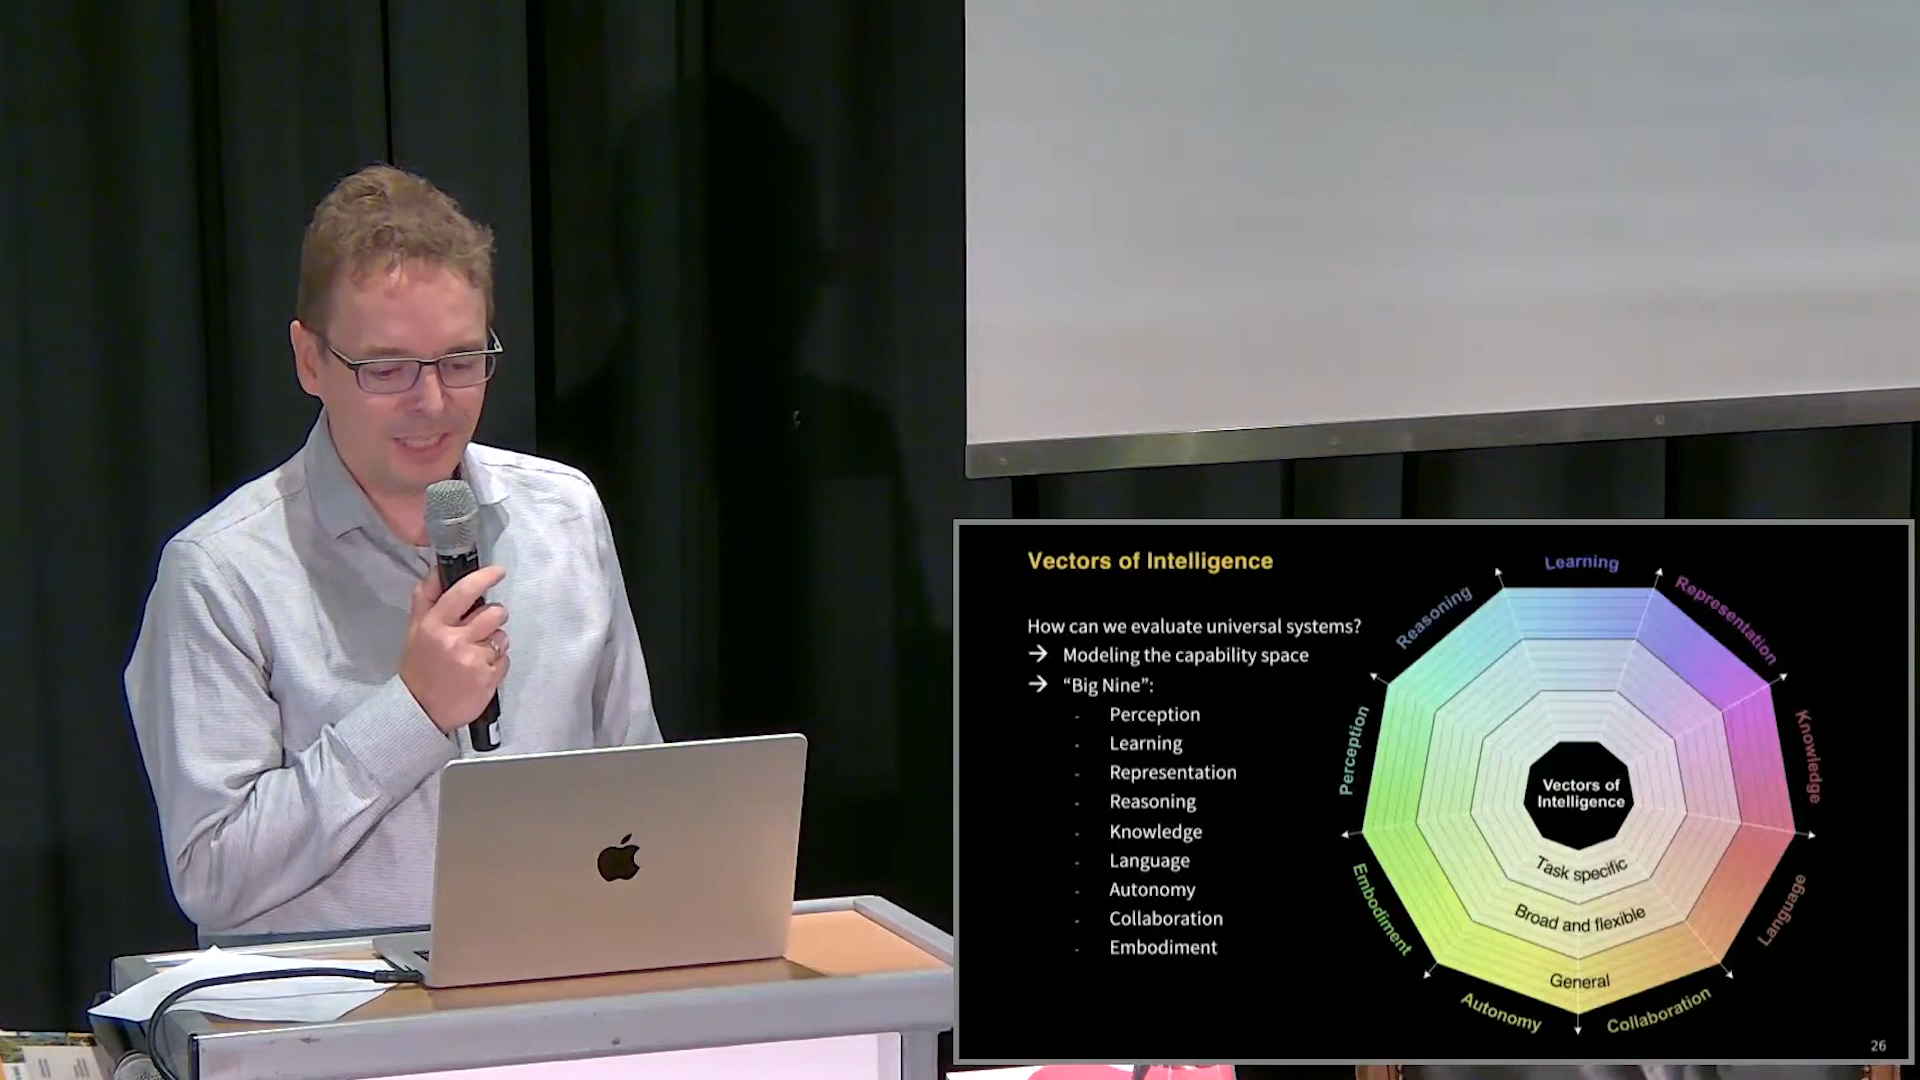 Vectors of Intelligence
How can we evaluate universal systems?
→ Modeling the capability space
→ “Big Nine”:
- Perception
- Learning
- Representation
- Reasoning
- Knowledge
- Language
- Autonomy
- Collaboration
- Embodiment
Learning
Representation
Knowledge
Language
Collaboration
Autonomy
Embodiment
Perception
Reasoning
Vectors of
Intelligence
Task specific
Broad and flexible
General
26